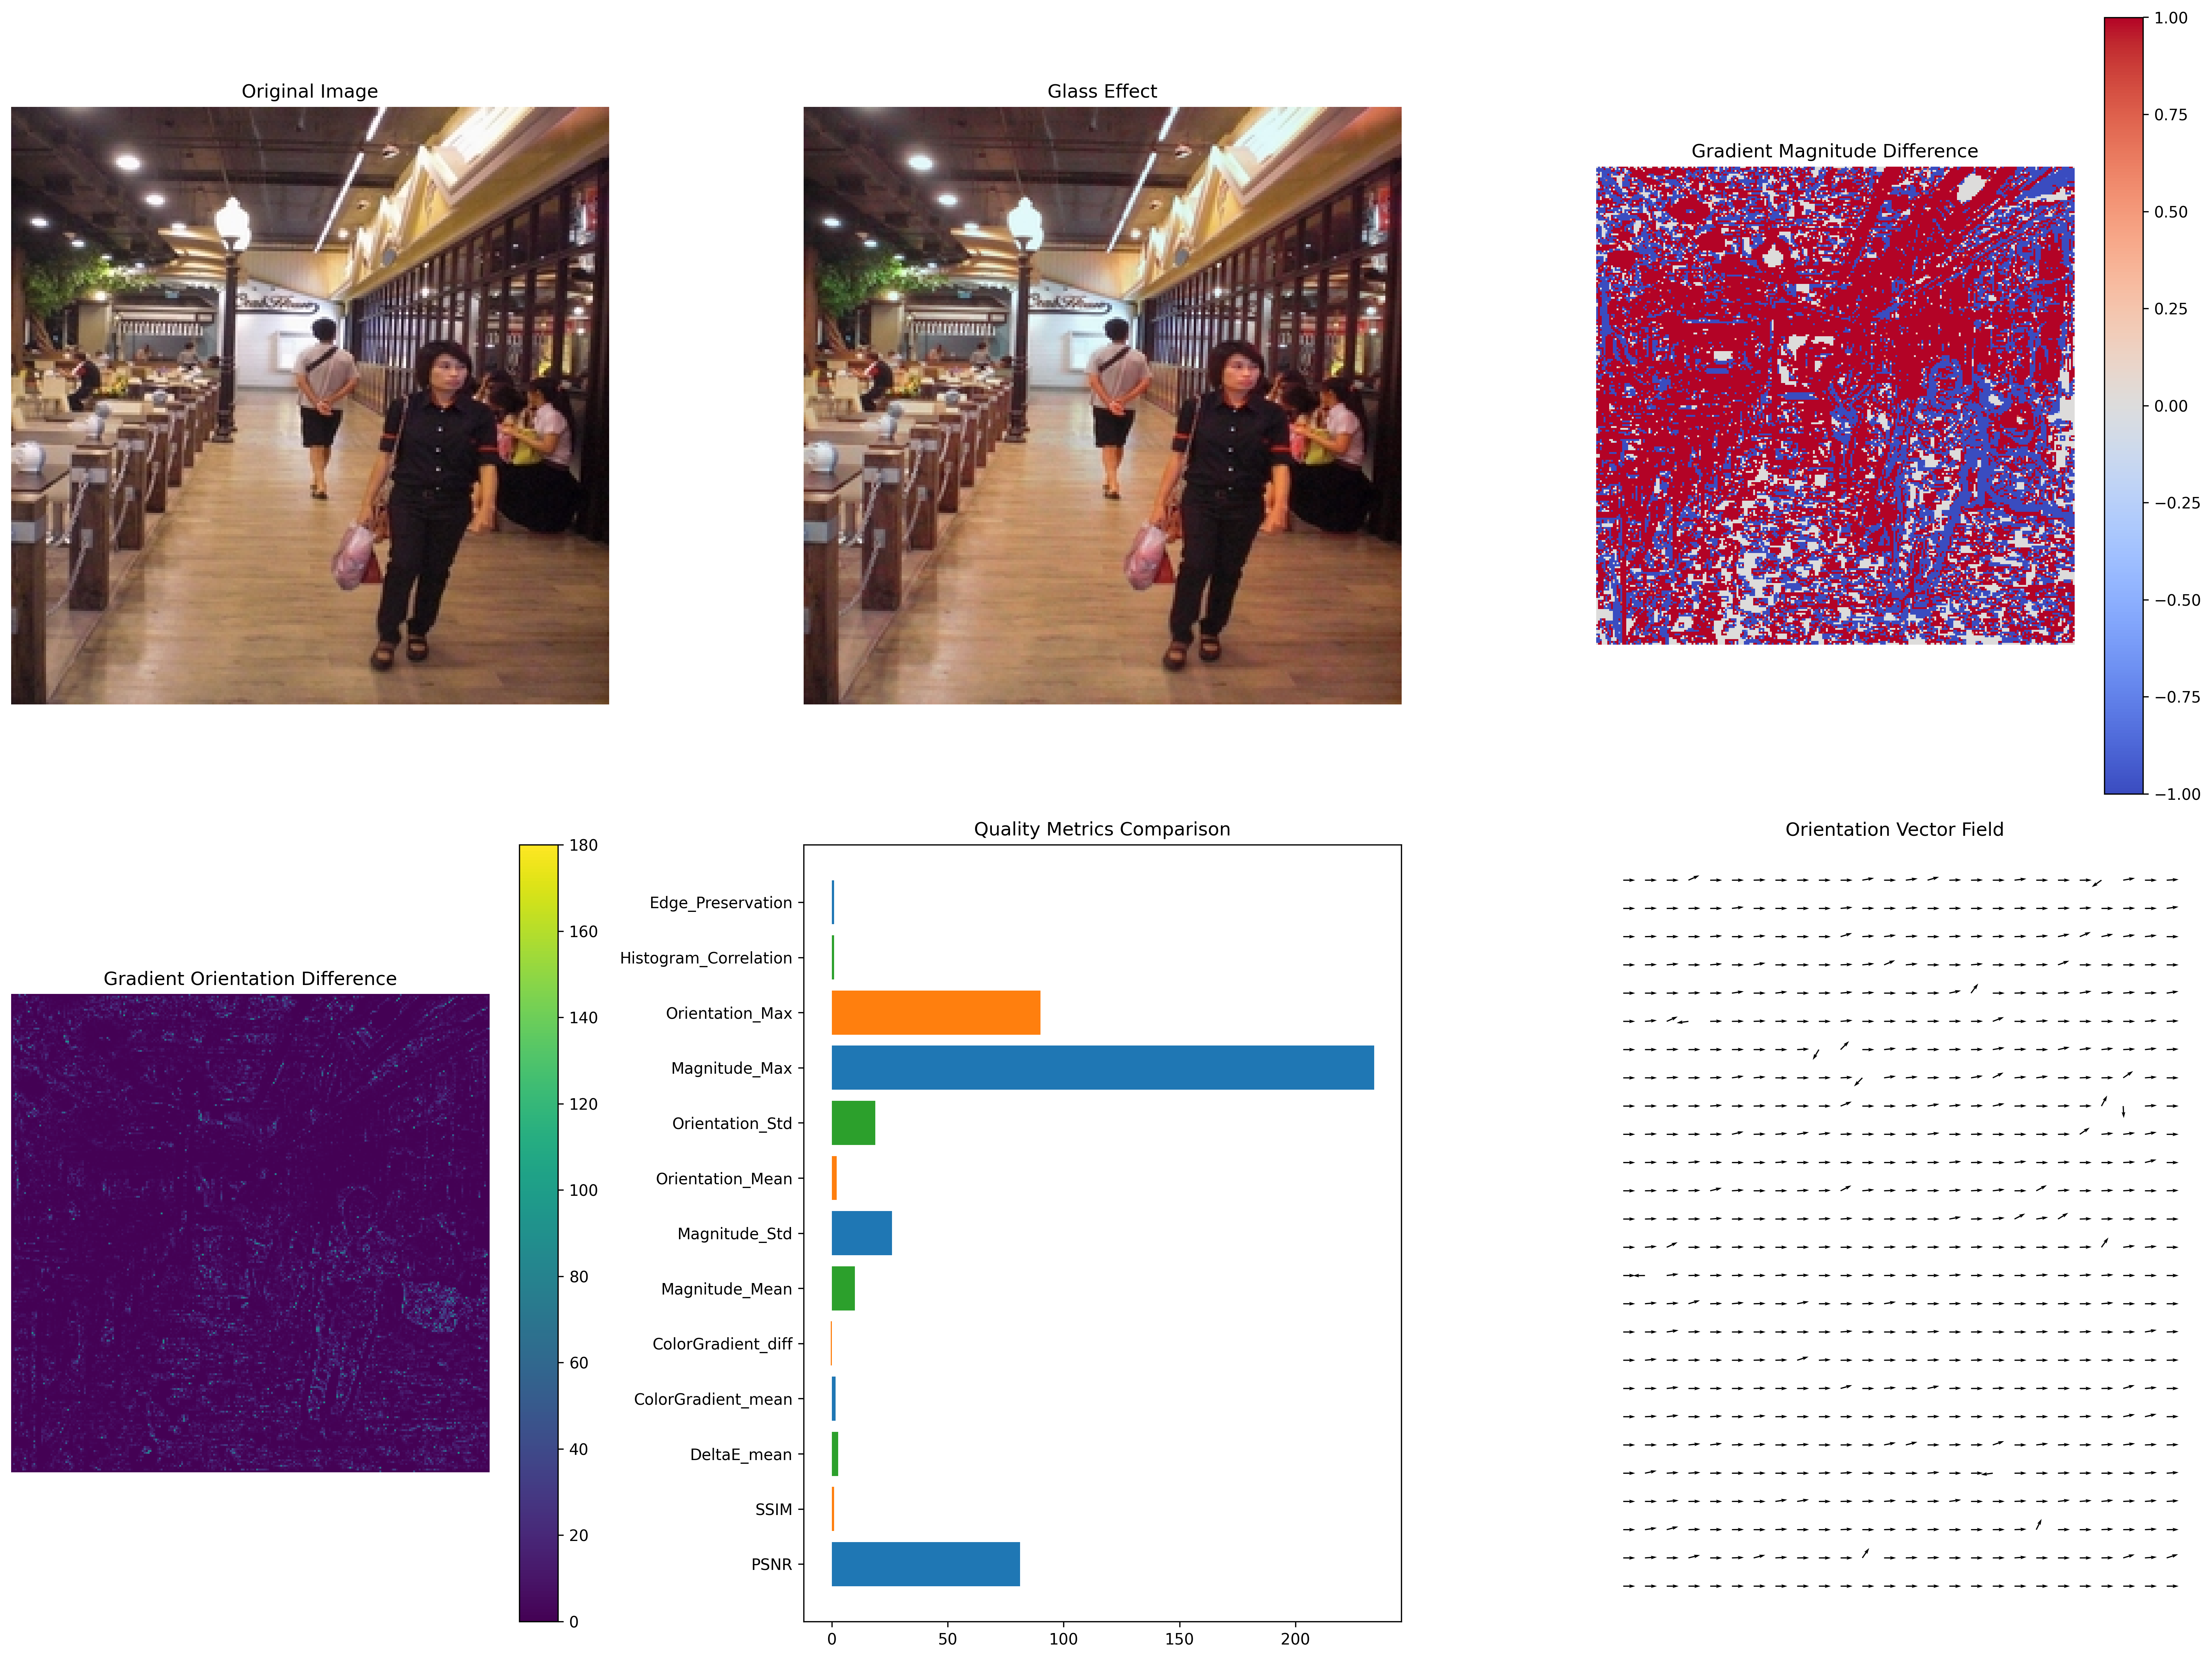 Original Image
Glass Effect
Gradient Magnitude Difference
1.00
0.75
0.50
0.25
0.00
−0.25
−0.50
−0.75
−1.00
Gradient Orientation Difference
180
160
140
120
100
80
60
40
20
0
Quality Metrics Comparison
Edge_Preservation
Histogram_Correlation
Orientation_Max
Magnitude_Max
Orientation_Std
Orientation_Mean
Magnitude_Std
Magnitude_Mean
ColorGradient_diff
ColorGradient_mean
DeltaE_mean
SSIM
PSNR
0 50 100 150 200
Orientation Vector Field